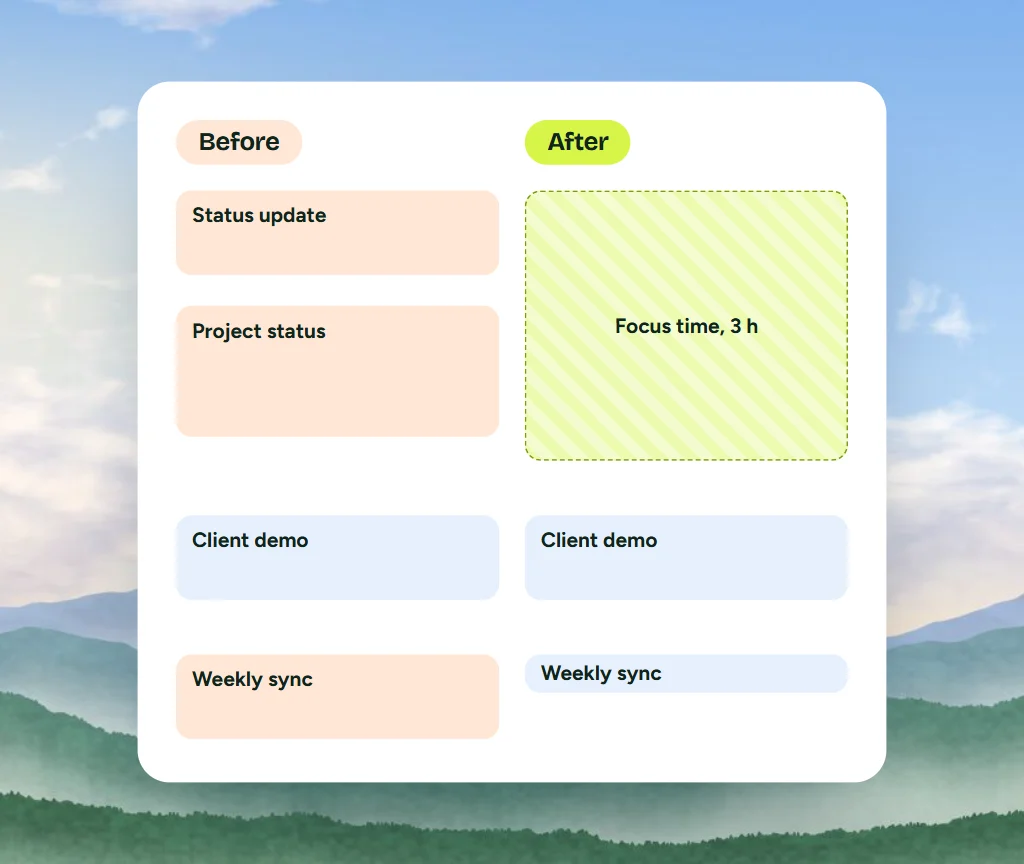 Before
Status update
Project status
Client demo
Weekly sync
After
Focus time, 3 h
Client demo
Weekly sync